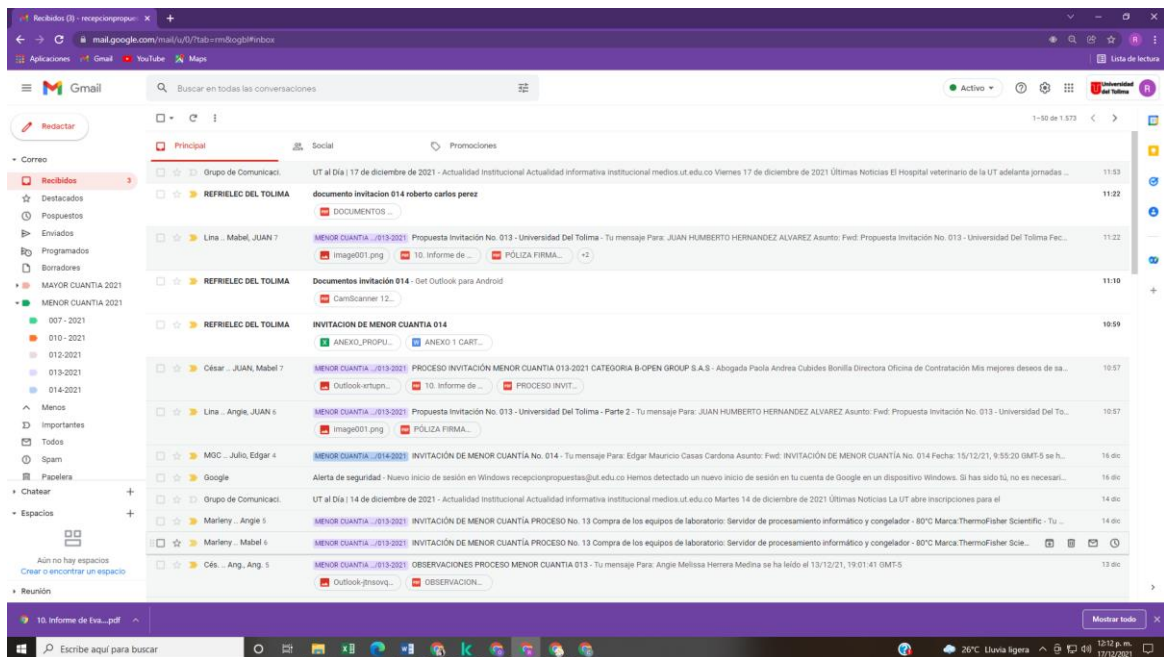 Recibidos (3) - recepcionpropue
mail.google.com/mail/u/0/?tab=rm&ogbl#inbox
Aplicaciones Gmail YouTube Maps Lista de lectura
Gmail Buscar en todas las conversaciones Activo Universidad del Tolima R
Redactar 1–50 de 1.573
Principal Social Promociones
Correo
Recibidos 3
Destacados
Pospuestos
Enviados
Programados
Borradores
MAYOR CUANTIA 2021
MENOR CUANTIA 2021
007 - 2021
010 - 2021
012-2021
013-2021
014-2021
Menos
Importantes
Todos
Spam
Papelera
Chatear
Espacios
Aún no hay espacios
Crear o encontrar un espacio
Reunión
Grupo de Comunicaci. UT al Día | 17 de diciembre de 2021 - Actualidad Institucional Actualidad informativa institucional medios.ut.edu.co Viernes 17 de diciembre de 2021 Últimas Noticias El Hospital veterinario de la UT adelanta jornadas ... 11:53
REFRIELEC DEL TOLIMA documento invitacion 014 roberto carlos perez 11:22
DOCUMENTOS ...
Lina .. Mabel, JUAN 7 MENOR CUANTIA .../013-2021 Propuesta Invitación No. 013 - Universidad Del Tolima - Tu mensaje Para: JUAN HUMBERTO HERNANDEZ ALVAREZ Asunto: Fwd: Propuesta Invitación No. 013 - Universidad Del Tolima Fec... 11:22
image001.png 10. Informe de ... PÓLIZA FIRMA... +2
REFRIELEC DEL TOLIMA Documentos invitación 014 - Get Outlook para Android 11:10
CamScanner 12...
REFRIELEC DEL TOLIMA INVITACION DE MENOR CUANTIA 014 10:59
ANEXO_PROPU... ANEXO 1 CART...
César .. JUAN, Mabel 7 MENOR CUANTIA .../013-2021 PROCESO INVITACIÓN MENOR CUANTIA 013-2021 CATEGORIA B-OPEN GROUP S.A.S - Abogada Paola Andrea Cubides Bonilla Directora Oficina de Contratación Mis mejores deseos de sa... 10:57
Outlook-xrtupn... 10. Informe de ... PROCESO INVIT...
Lina .. Angie, JUAN 6 MENOR CUANTIA .../013-2021 Propuesta Invitación No. 013 - Universidad Del Tolima - Parte 2 - Tu mensaje Para: JUAN HUMBERTO HERNANDEZ ALVAREZ Asunto: Fwd: Propuesta Invitación No. 013 - Universidad Del To... 10:57
image001.png PÓLIZA FIRMA...
MGC .. Julio, Edgar 4 MENOR CUANTIA .../014-2021 INVITACIÓN DE MENOR CUANTÍA No. 014 - Tu mensaje Para: Edgar Mauricio Casas Cardona Asunto: Fwd: INVITACIÓN DE MENOR CUANTÍA No. 014 Fecha: 15/12/21, 9:55:20 GMT-5 se h... 16 dic
Google Alerta de seguridad - Nuevo inicio de sesión en Windows recepcionpropuestas@ut.edu.co Hemos detectado un nuevo inicio de sesión en tu cuenta de Google en un dispositivo Windows. Si has sido tú, no es necesari... 16 dic
Grupo de Comunicaci. UT al Día | 14 de diciembre de 2021 - Actualidad Institucional Actualidad informativa institucional medios.ut.edu.co Martes 14 de diciembre de 2021 Últimas Noticias La UT abre inscripciones para el 14 dic
Marleny .. Angie 5 MENOR CUANTIA .../013-2021 INVITACIÓN DE MENOR CUANTÍA PROCESO No. 13 Compra de los equipos de laboratorio: Servidor de procesamiento informático y congelador - 80°C Marca:ThermoFisher Scientific - Tu ... 14 dic
Marleny .. Mabel 6 MENOR CUANTIA .../013-2021 INVITACIÓN DE MENOR CUANTÍA PROCESO No. 13 Compra de los equipos de laboratorio: Servidor de procesamiento informático y congelador - 80°C Marca:ThermoFisher Scie...
Cés. .. Ang., Ang. 5 MENOR CUANTIA .../013-2021 OBSERVACIONES PROCESO MENOR CUANTIA 013 - Tu mensaje Para: Angie Melissa Herrera Medina se ha leído el 13/12/21, 19:01:41 GMT-5 13 dic
Outlook-jtnsovq... OBSERVACION...
10. Informe de Eva....pdf Mostrar todo
Escribe aquí para buscar 26°C Lluvia ligera 12:12 p. m.
17/12/2021